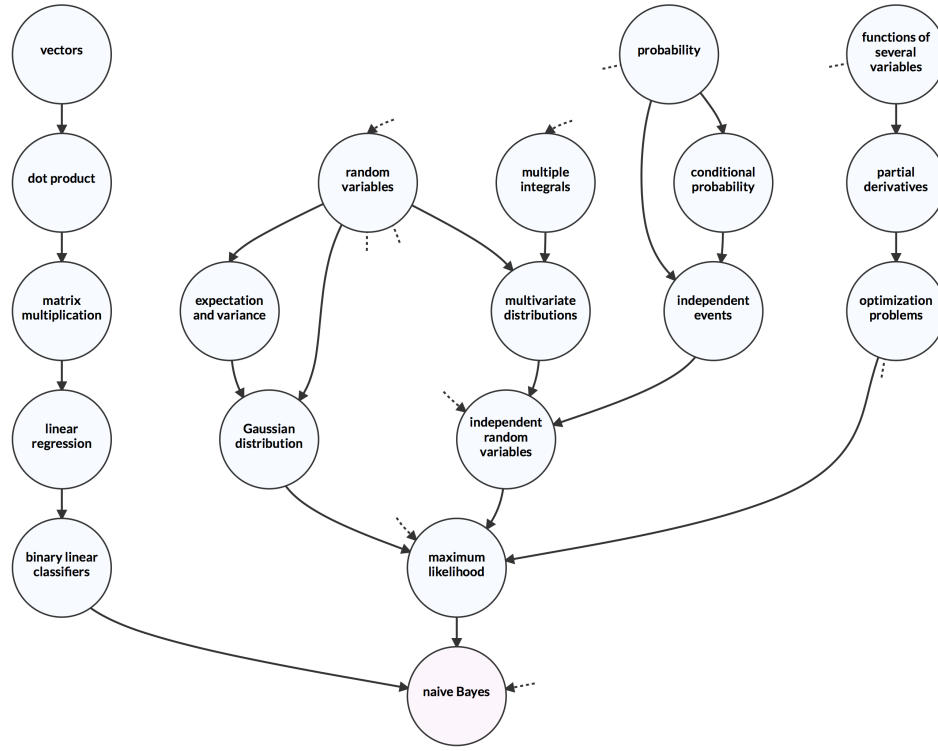 vectors
probability
functions of
several
variables
dot product
random
variables
multiple
integrals
conditional
probability
partial
derivatives
matrix
multiplication
expectation
and variance
multivariate
distributions
independent
events
optimization
problems
linear
regression
Gaussian
distribution
independent
random
variables
binary linear
classifiers
maximum
likelihood
naive Bayes